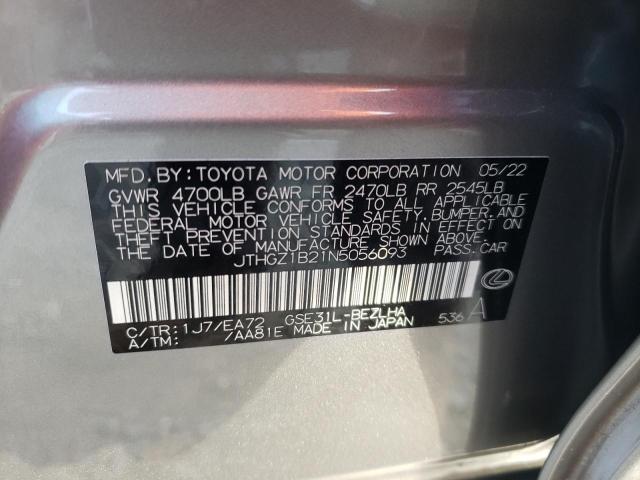 MFD. BY: TOYOTA MOTOR CORPORATION 05/22
GVWR 4700LB GAWR FR 2470LB RR 2545LB
THIS VEHICLE CONFORMS TO ALL APPLICABLE
FEDERAL MOTOR VEHICLE SAFETY, BUMPER, AND
THEFT PREVENTION STANDARDS IN EFFECT ON
THE DATE OF MANUFACTURE SHOWN ABOVE.
JTHGZ1B21N5056093 PASS. CAR
C/TR: 1J7/EA72 GSE31L-BEZLHA 536 A
A/TM: /AA81E MADE IN JAPAN